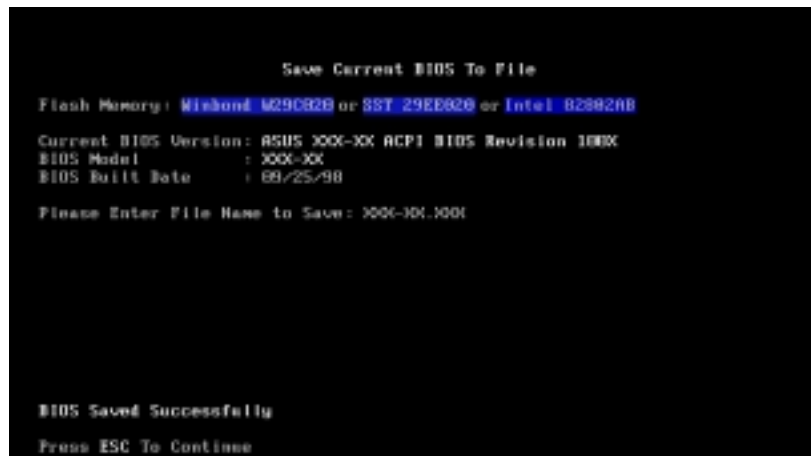 Save Current BIOS To File
Flash Memory: Winbond W29C020 or SST 29EE020 or Intel 82802AB
Current BIOS Version: ASUS XXX-XX ACPI BIOS Revision 100X
BIOS Model : XXX-XX
BIOS Built Date : 09/25/98
Please Enter File Name to Save: XXX-XX.XXX
BIOS Saved Successfully
Press ESC To Continue